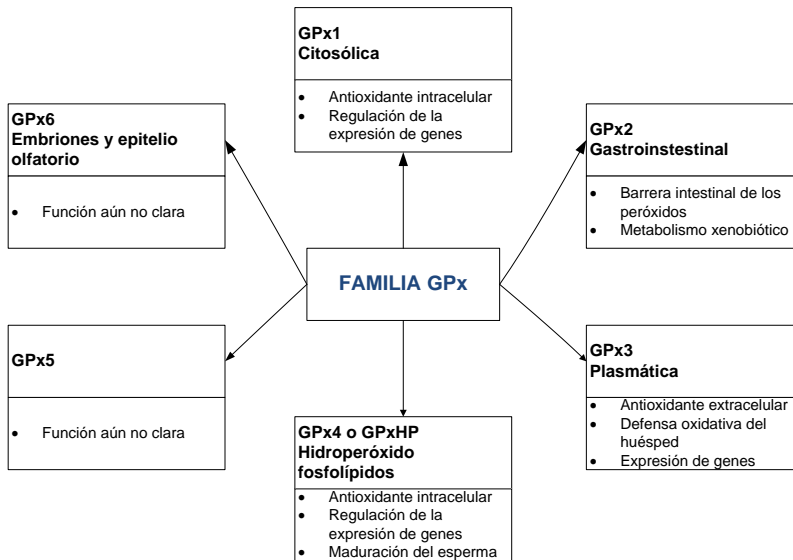 GPx1
Citosólica
• Antioxidante intracelular
• Regulación de la
expresión de genes
GPx6
Embriones y epitelio
olfatorio
• Función aún no clara
GPx2
Gastroinstestinal
• Barrera intestinal de los
peróxidos
• Metabolismo xenobiótico
FAMILIA GPx
GPx5
• Función aún no clara
GPx3
Plasmática
• Antioxidante extracelular
• Defensa oxidativa del
huésped
• Expresión de genes
GPx4 o GPxHP
Hidroperóxido
fosfolípidos
• Antioxidante intracelular
• Regulación de la
expresión de genes
• Maduración del esperma